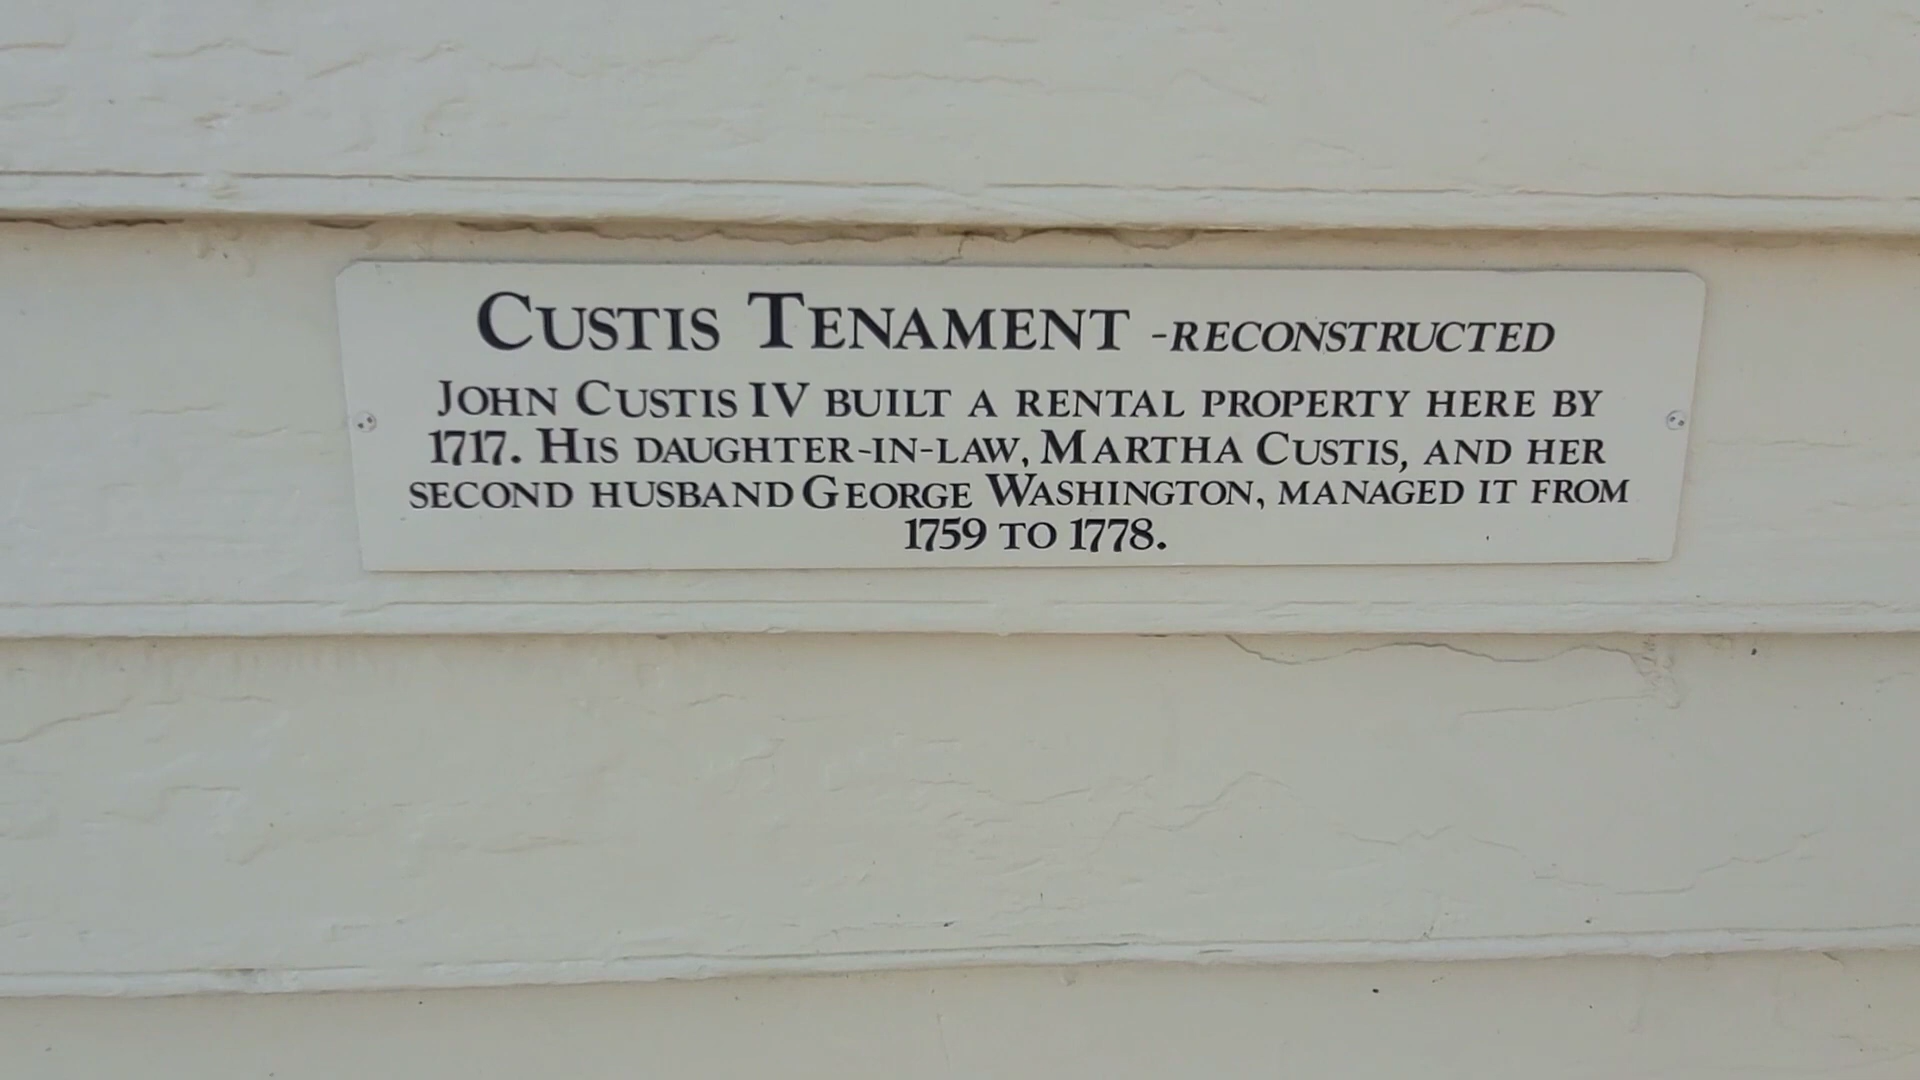 CUSTIS TENAMENT -RECONSTRUCTED
JOHN CUSTIS IV BUILT A RENTAL PROPERTY HERE BY
1717. HIS DAUGHTER-IN-LAW, MARTHA CUSTIS, AND HER
SECOND HUSBAND GEORGE WASHINGTON, MANAGED IT FROM
1759 TO 1778.